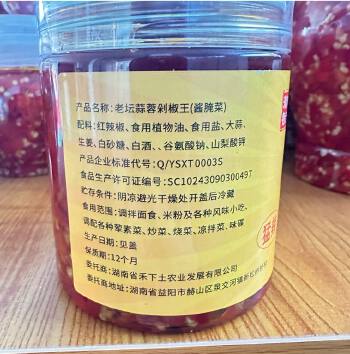 产品名称:老坛蒜蓉剁椒王(酱腌菜)
配料:红辣椒、食用植物油、食用盐、大蒜、
生姜、白砂糖、白酒、、谷氨酸钠、山梨酸钾
产品企业标准代号:Q/YSXT0003S
食品生产许可证编号:SC10243090300497
贮存条件:阴凉避光干燥处开盖后冷藏
食用范围:调拌面食、米粉及各种风味小吃、
调配各种荤素菜、炒菜、烧菜、凉拌菜、味碟
生产日期:见盖
保质期:12个月
委托商:湖南省禾下土农业发展有限公司
委托商地址:湖南省益阳市赫山区泉交河镇新松